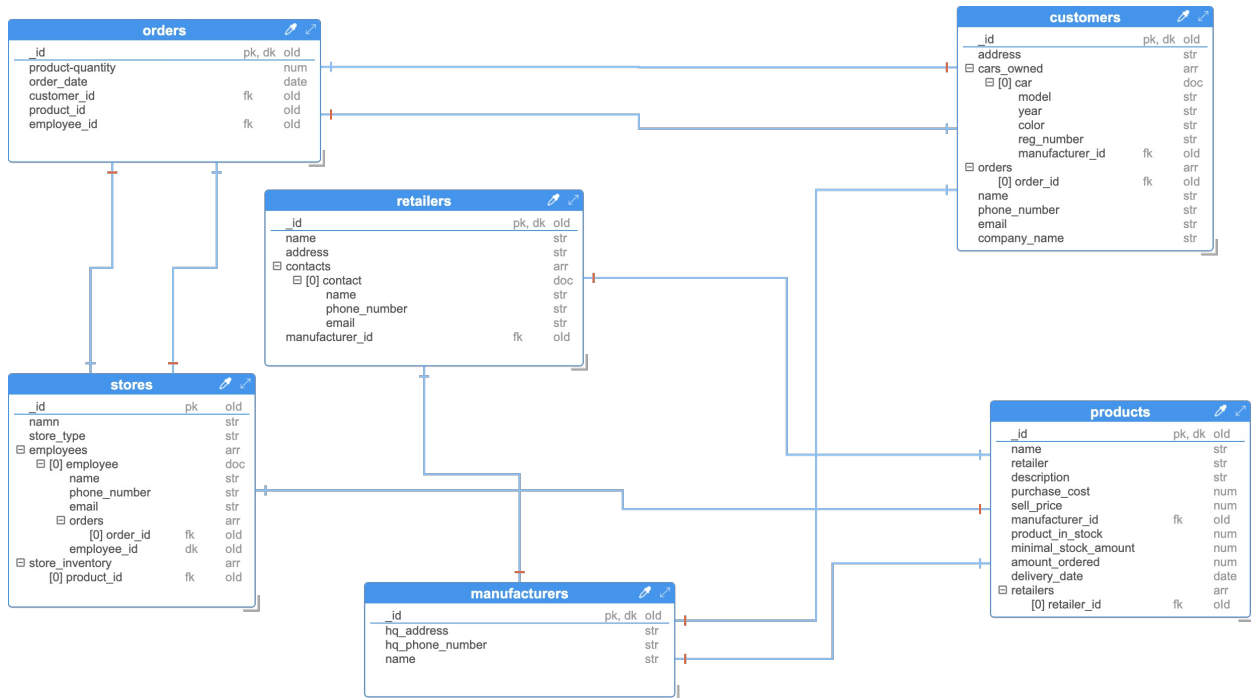 orders
_id pk, dk oId
product-quantity num
order_date date
customer_id fk oId
product_id oId
employee_id fk oId
customers
_id pk, dk oId
address str
cars_owned arr
[0] car doc
model str
year str
color str
reg_number str
manufacturer_id fk oId
orders arr
[0] order_id fk oId
name str
phone_number str
email str
company_name str
retailers
_id pk, dk oId
name str
address str
contacts arr
[0] contact doc
name str
phone_number str
email str
manufacturer_id fk oId
stores
_id pk oId
namn str
store_type str
employees arr
[0] employee doc
name str
phone_number str
email str
orders arr
[0] order_id fk oId
employee_id dk oId
store_inventory arr
[0] product_id fk oId
products
_id pk, dk oId
name str
retailer str
description str
purchase_cost num
sell_price num
manufacturer_id fk oId
product_in_stock num
minimal_stock_amount num
amount_ordered num
delivery_date date
retailers arr
[0] retailer_id fk oId
manufacturers
_id pk, dk oId
hq_address str
hq_phone_number str
name str